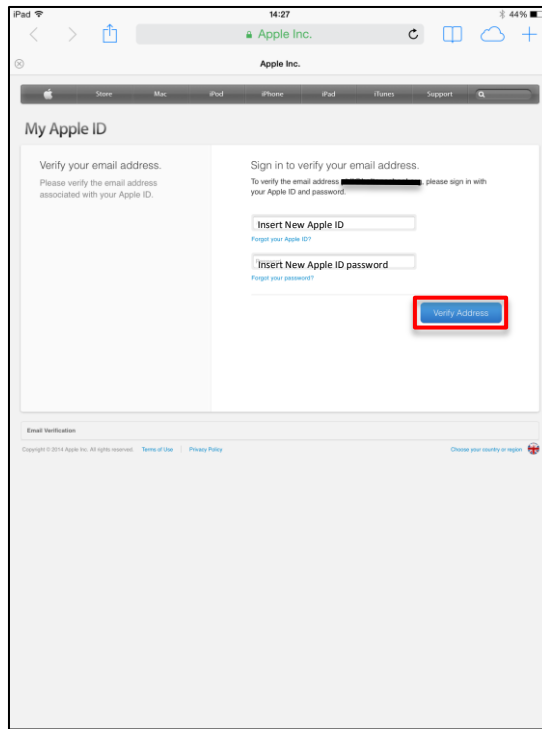 iPad 14:27 44%
Apple Inc.
Apple Inc.
Store Mac iPod iPhone iPad iTunes Support
My Apple ID
Verify your email address.
Please verify the email address
associated with your Apple ID.
Sign in to verify your email address.
To verify the email address , please sign in with
your Apple ID and password.
Insert New Apple ID
Forgot your Apple ID?
Insert New Apple ID password
Forgot your password?
Verify Address
Email Verification
Copyright © 2014 Apple Inc. All rights reserved. Terms of Use | Privacy Policy Choose your country or region